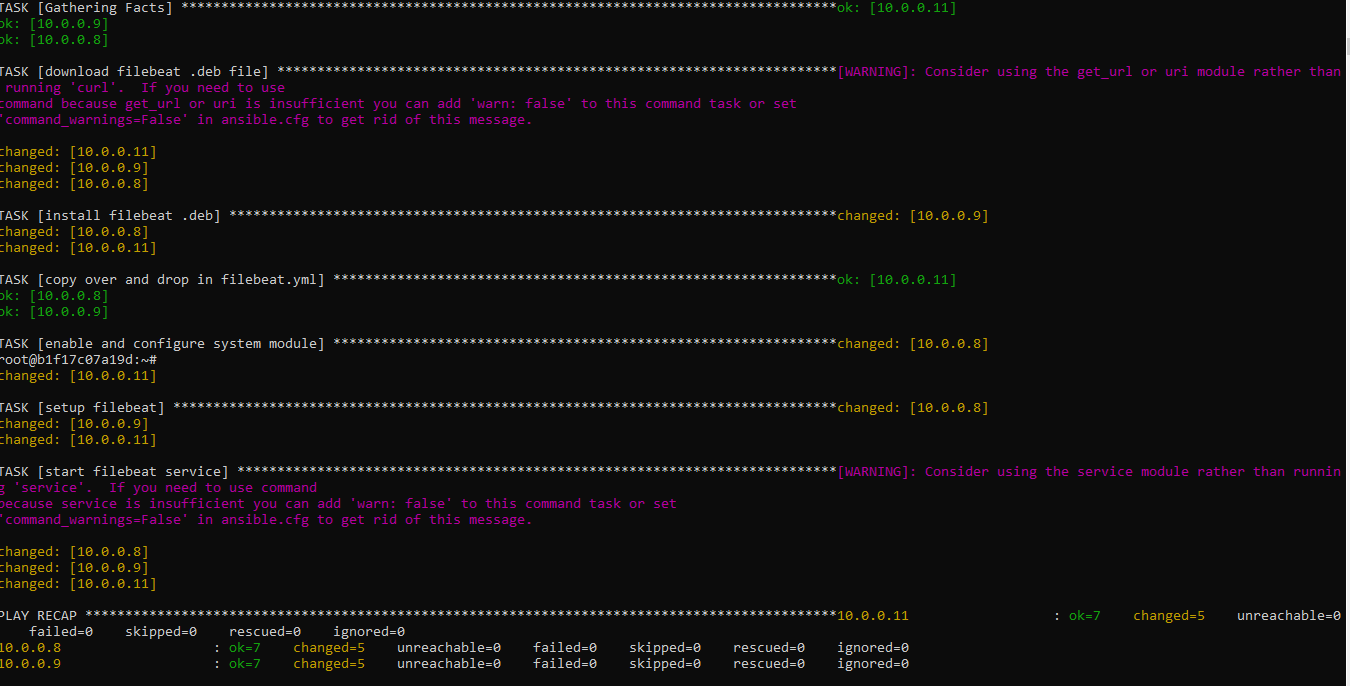 TASK [Gathering Facts] **********************************************************************************ok: [10.0.0.11]
ok: [10.0.0.9]
ok: [10.0.0.8]
TASK [download filebeat .deb file] **********************************************************************[WARNING]: Consider using the get_url or uri module rather than
running 'curl'.  If you need to use
command because get_url or uri is insufficient you can add 'warn: false' to this command task or set
'command_warnings=False' in ansible.cfg to get rid of this message.
changed: [10.0.0.11]
changed: [10.0.0.9]
changed: [10.0.0.8]
TASK [install filebeat .deb] ****************************************************************************changed: [10.0.0.9]
changed: [10.0.0.8]
changed: [10.0.0.11]
TASK [copy over and drop in filebeat.yml] ***************************************************************ok: [10.0.0.11]
ok: [10.0.0.8]
ok: [10.0.0.9]
TASK [enable and configure system module] ***************************************************************changed: [10.0.0.8]
root@b1f17c07a19d:~#
changed: [10.0.0.11]
TASK [setup filebeat] ***********************************************************************************changed: [10.0.0.8]
changed: [10.0.0.9]
changed: [10.0.0.11]
TASK [start filebeat service] ***************************************************************************[WARNING]: Consider using the service module rather than runnin
g 'service'.  If you need to use command
because service is insufficient you can add 'warn: false' to this command task or set
'command_warnings=False' in ansible.cfg to get rid of this message.
changed: [10.0.0.8]
changed: [10.0.0.9]
changed: [10.0.0.11]
PLAY RECAP **********************************************************************************************10.0.0.11                  : ok=7    changed=5    unreachable=0
failed=0    skipped=0    rescued=0    ignored=0
10.0.0.8                   : ok=7    changed=5    unreachable=0    failed=0    skipped=0    rescued=0    ignored=0
10.0.0.9                   : ok=7    changed=5    unreachable=0    failed=0    skipped=0    rescued=0    ignored=0